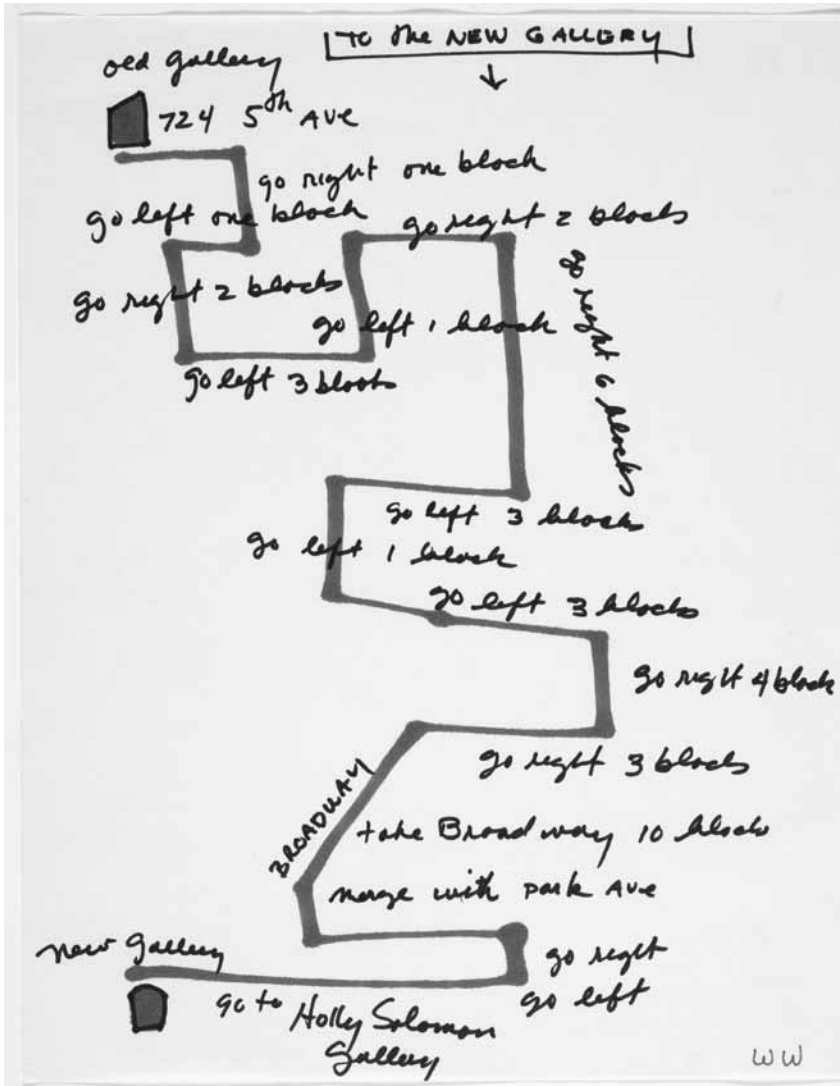 To the NEW GALLERY
old gallery
724 5th Ave
go right one block
go left one block
go right 2 blocks
go right 2 blocks
go left 1 block
go right 6 blocks
go left 3 blocks
go left 3 blocks
go left 1 block
go left 3 blocks
go right 4 block
go right 3 blocks
BROADWAY
take Broadway 10 blocks
merge with park Ave
new gallery
go right
go left
go to Holly Solomon
Gallery
WW